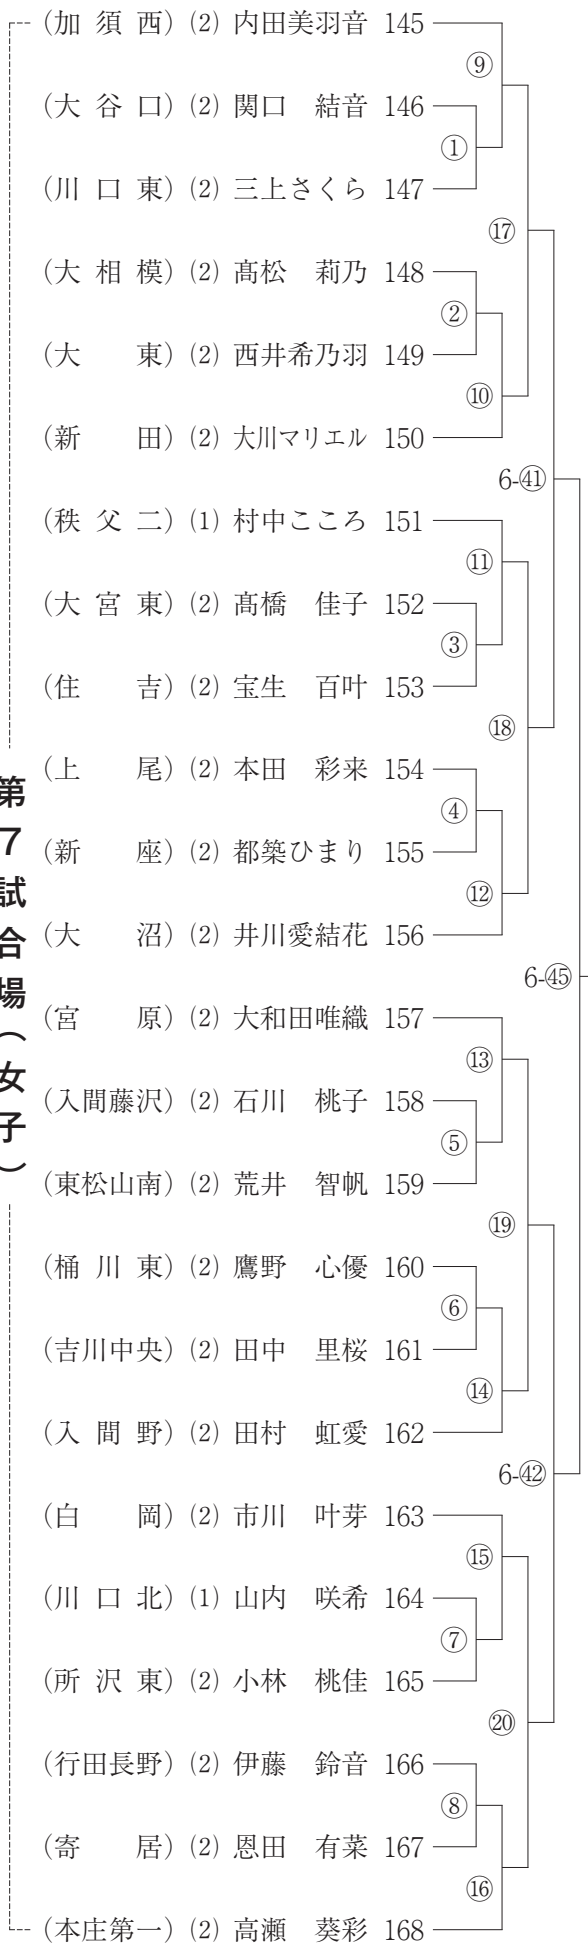 (加須西) (2) 内田美羽音 145
⑨
(大谷口) (2) 関口 結音 146
①
(川口東) (2) 三上さくら 147
⑰
(大相模) (2) 髙松 莉乃 148
②
(大東) (2) 西井希乃羽 149
⑩
(新田) (2) 大川マリエル 150
6-㊶
(秩父二) (1) 村中こころ 151
⑪
(大宮東) (2) 髙橋 佳子 152
③
(住吉) (2) 宝生 百叶 153
⑱
(上尾) (2) 本田 彩来 154
④
(新座) (2) 都築ひまり 155
⑫
(大沼) (2) 井川愛結花 156
第7試合場(女子)
6-㊺
(宮原) (2) 大和田唯織 157
⑬
(入間藤沢) (2) 石川 桃子 158
⑤
(東松山南) (2) 荒井 智帆 159
⑲
(桶川東) (2) 鷹野 心優 160
⑥
(吉川中央) (2) 田中 里桜 161
⑭
(入間野) (2) 田村 虹愛 162
6-㊷
(白岡) (2) 市川 叶芽 163
⑮
(川口北) (1) 山内 咲希 164
⑦
(所沢東) (2) 小林 桃佳 165
⑳
(行田長野) (2) 伊藤 鈴音 166
⑧
(寄居) (2) 恩田 有菜 167
⑯
(本庄第一) (2) 高瀬 葵彩 168